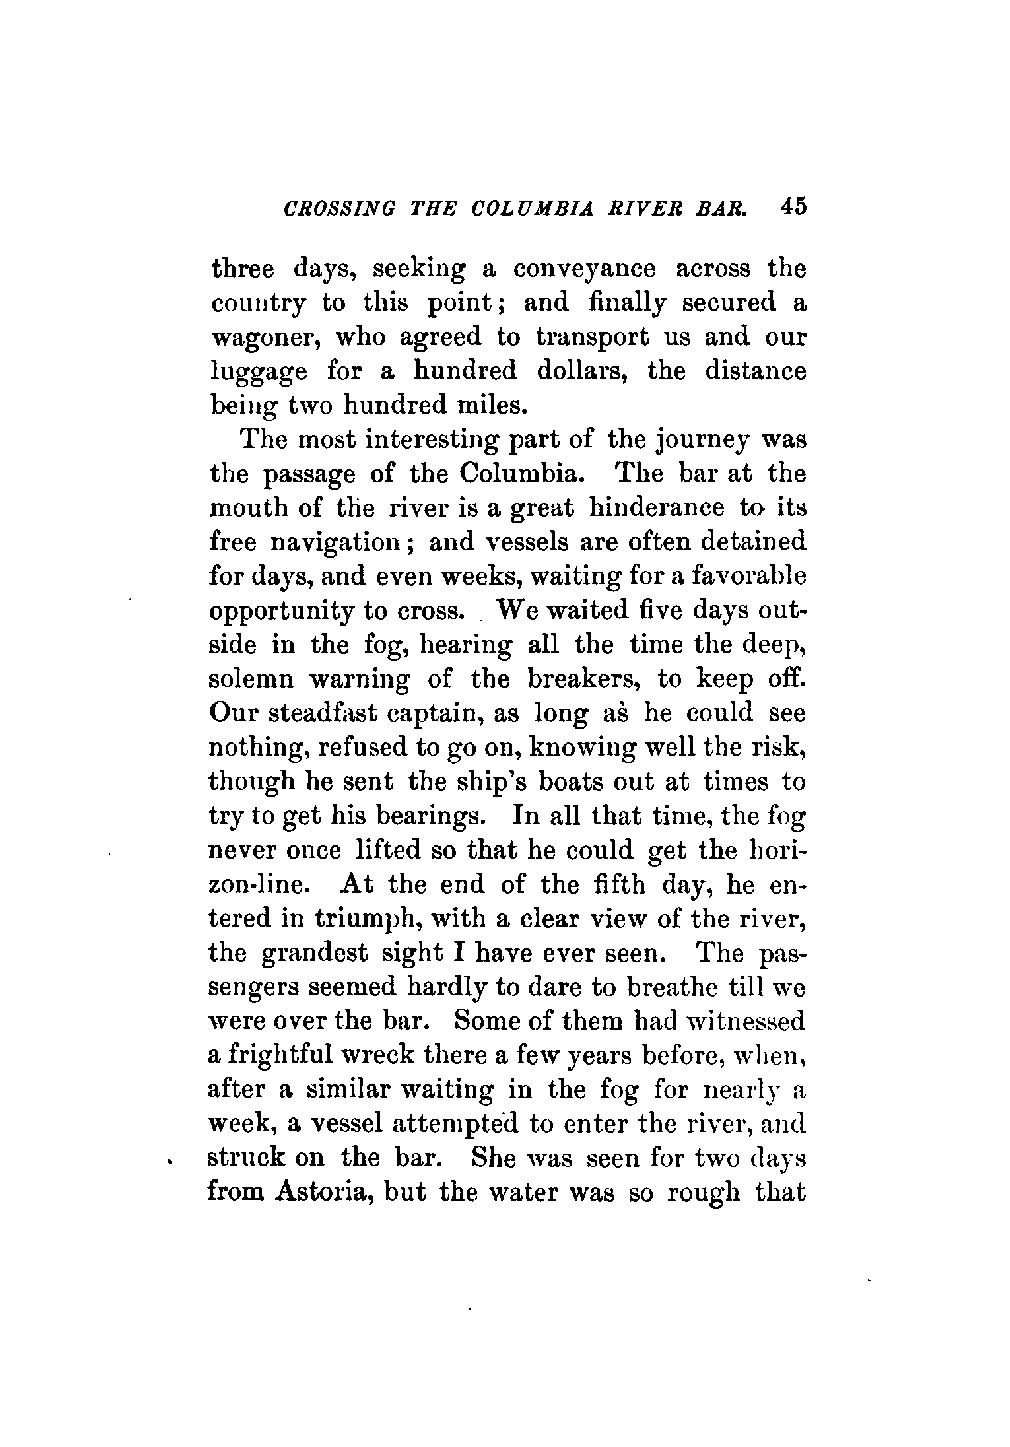 CROSSING THE COLUMBIA RIVER BAR. 45
three days, seeking a conveyance across the
country to this point; and finally secured a
wagoner, who agreed to transport us and our
luggage for a hundred dollars, the distance
being two hundred miles.
The most interesting part of the journey was
the passage of the Columbia. The bar at the
mouth of the river is a great hinderance to its
free navigation; and vessels are often detained
for days, and even weeks, waiting for a favorable
opportunity to cross. We waited five days out-
side in the fog, hearing all the time the deep,
solemn warning of the breakers, to keep off.
Our steadfast captain, as long as he could see
nothing, refused to go on, knowing well the risk,
though he sent the ship's boats out at times to
try to get his bearings. In all that time, the fog
never once lifted so that he could get the hori-
zon-line. At the end of the fifth day, he en-
tered in triumph, with a clear view of the river,
the grandest sight I have ever seen. The pas-
sengers seemed hardly to dare to breathe till we
were over the bar. Some of them had witnessed
a frightful wreck there a few years before, when,
after a similar waiting in the fog for nearly a
week, a vessel attempted to enter the river, and
struck on the bar. She was seen for two days
from Astoria, but the water was so rough that